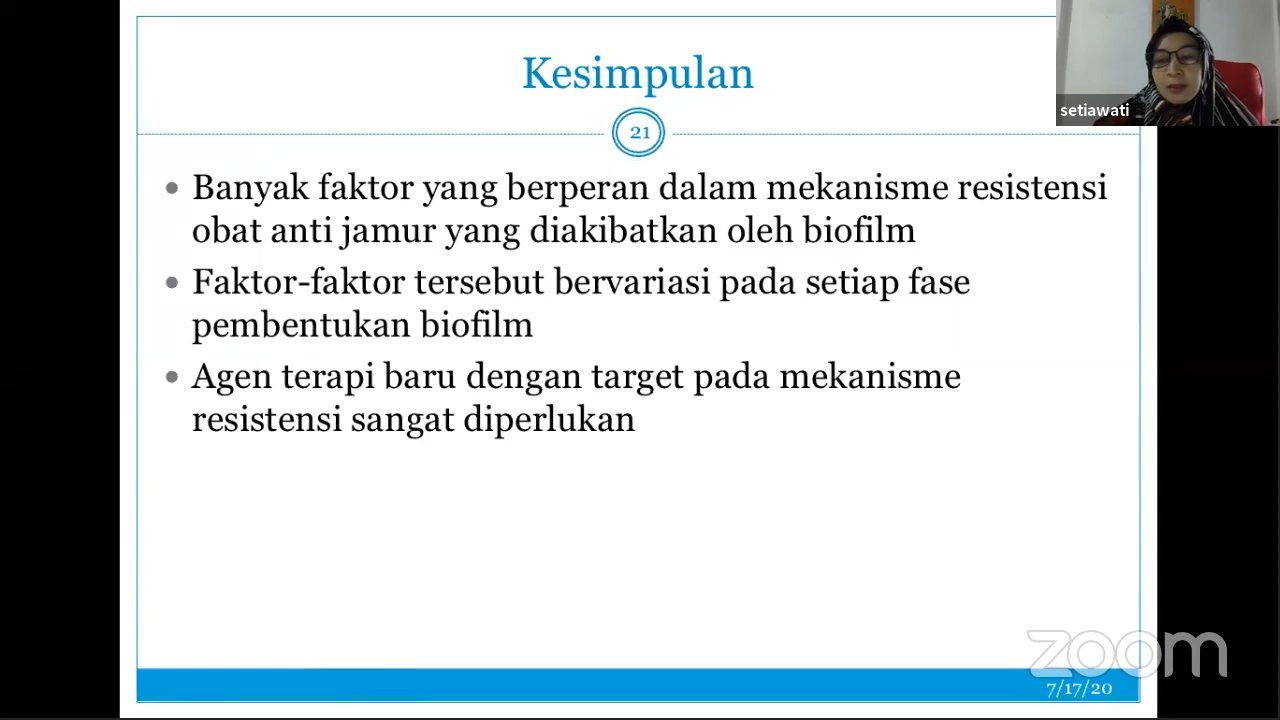 Kesimpulan
setiawati
21
• Banyak faktor yang berperan dalam mekanisme resistensi
obat anti jamur yang diakibatkan oleh biofilm
• Faktor-faktor tersebut bervariasi pada setiap fase
pembentukan biofilm
• Agen terapi baru dengan target pada mekanisme
resistensi sangat diperlukan
zoom
7/17/20